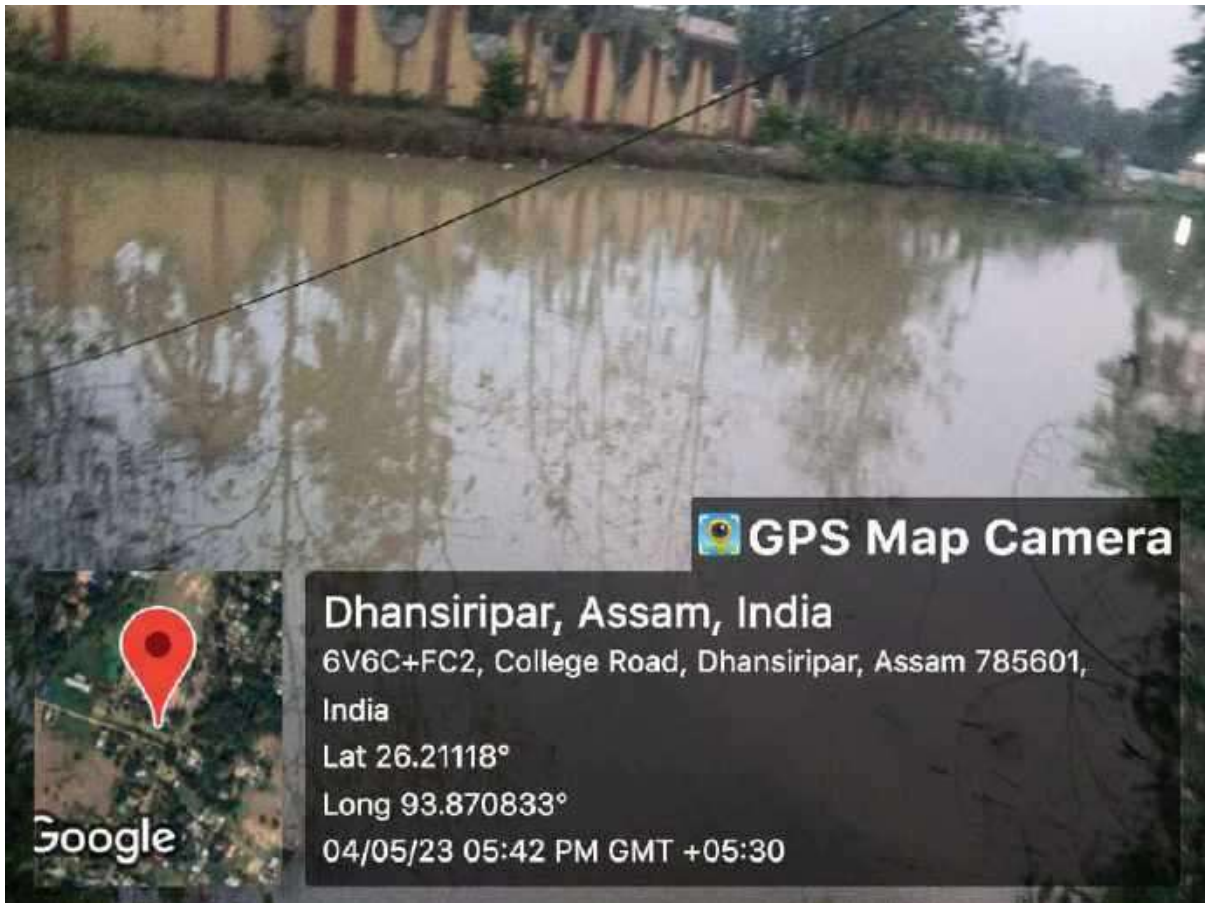 GPS Map Camera
Dhansiripar, Assam, India
6V6C+FC2, College Road, Dhansiripar, Assam 785601,
India
Lat 26.21118°
Long 93.870833°
04/05/23 05:42 PM GMT +05:30
Google